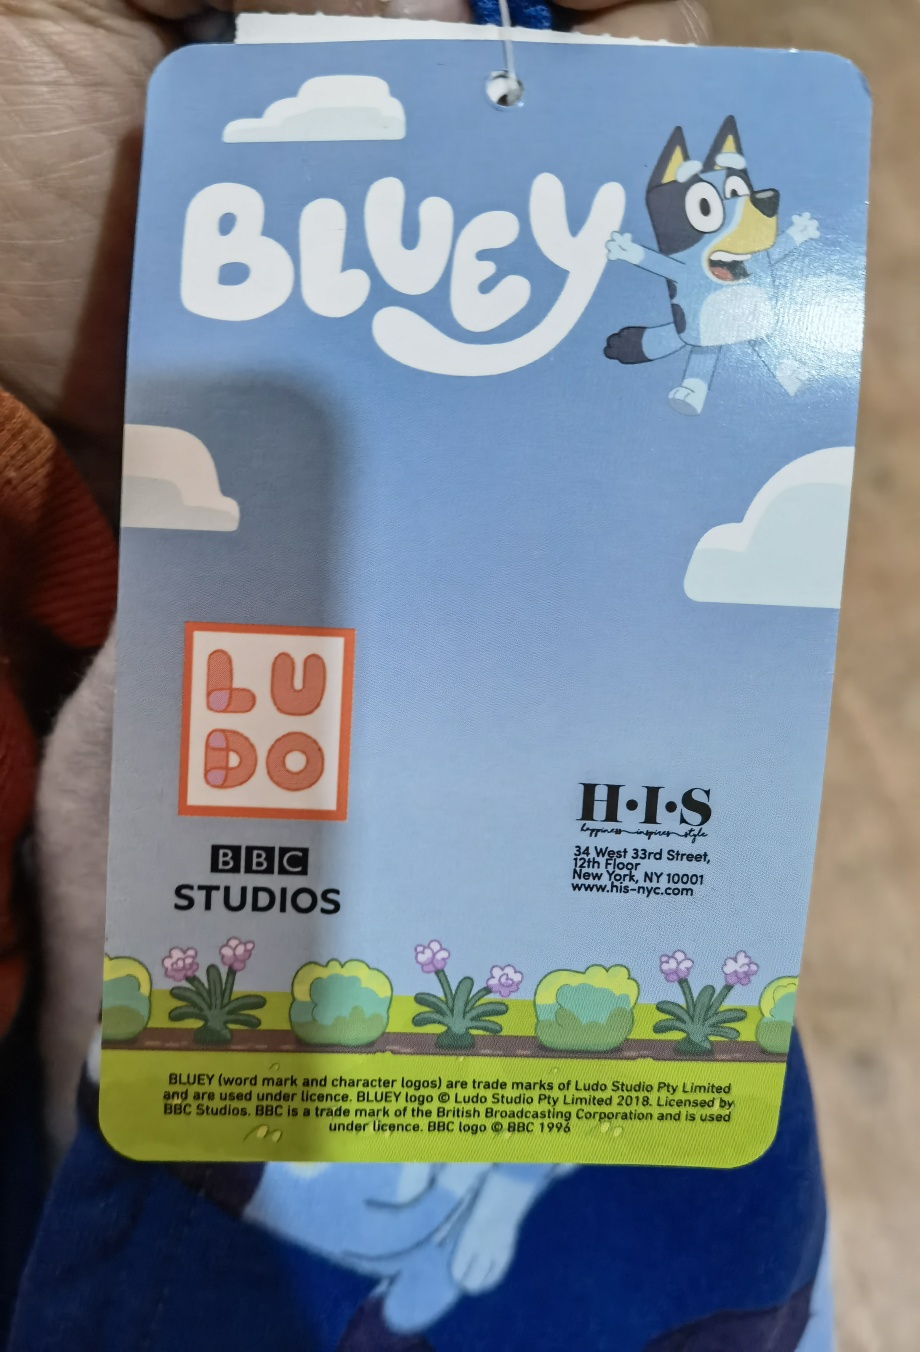 BLUEY
LU
DO
BBC
STUDIOS
H·I·S
happiness inspires style
34 West 33rd Street,
12th Floor
New York, NY 10001
www.his-nyc.com
BLUEY (word mark and character logos) are trade marks of Ludo Studio Pty Limited
and are used under licence. BLUEY logo © Ludo Studio Pty Limited 2018. Licensed by
BBC Studios. BBC is a trade mark of the British Broadcasting Corporation and is used
under licence. BBC logo © BBC 1996